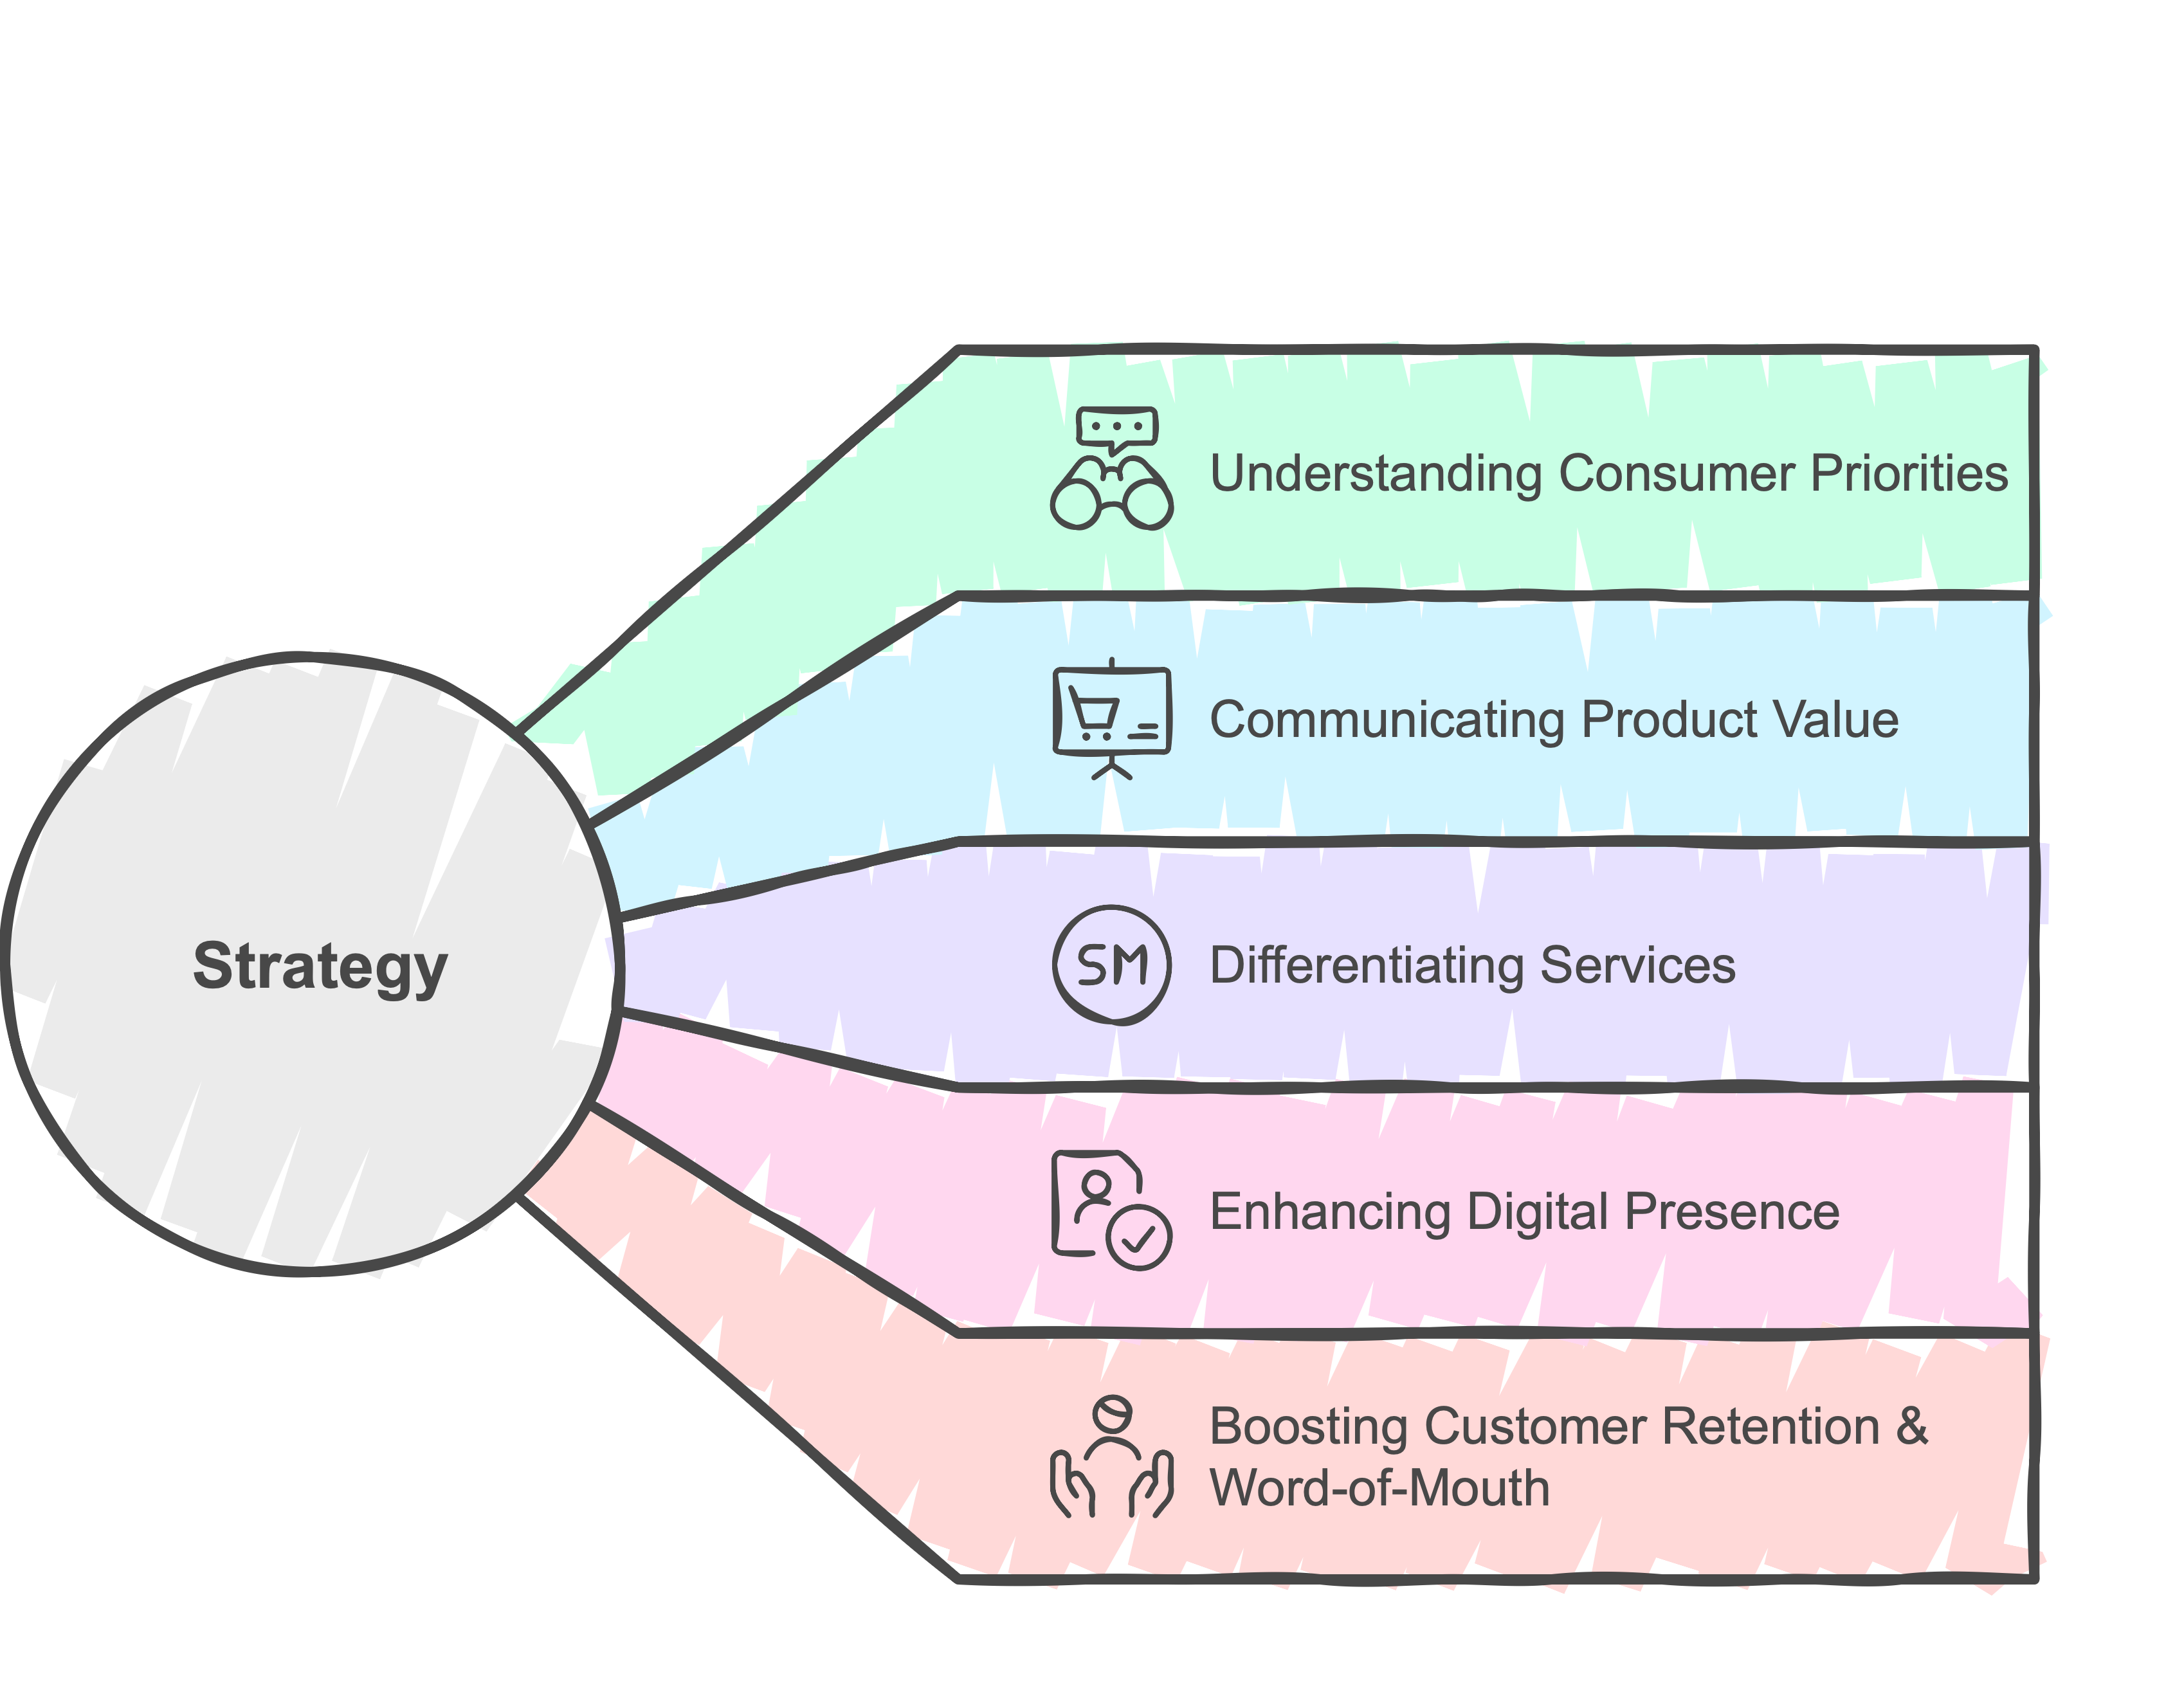 Understanding Consumer Priorities
Communicating Product Value
Strategy
SM
Differentiating Services
Enhancing Digital Presence
Boosting Customer Retention &
Word-of-Mouth